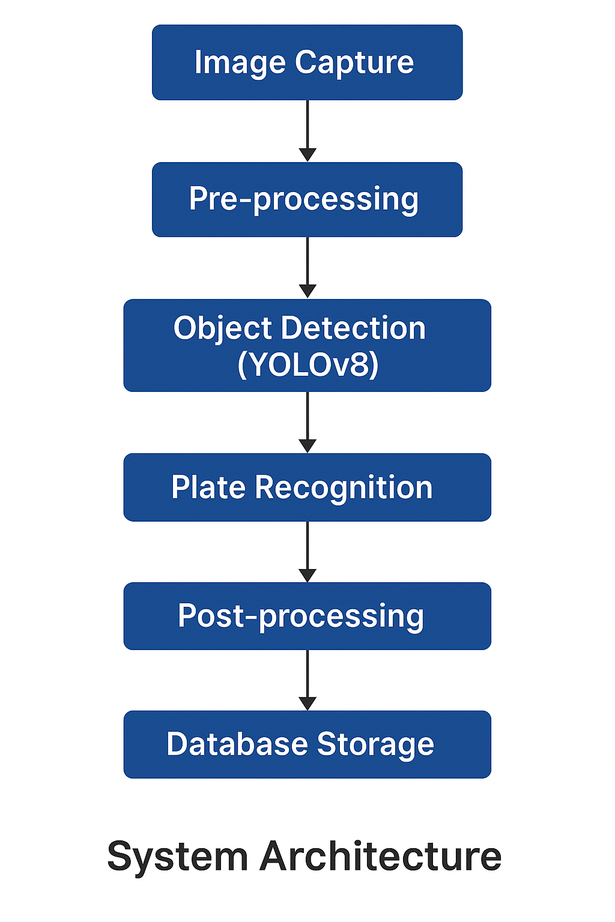 Image Capture
Pre-processing
Object Detection
(YOLOv8)
Plate Recognition
Post-processing
Database Storage
System Architecture